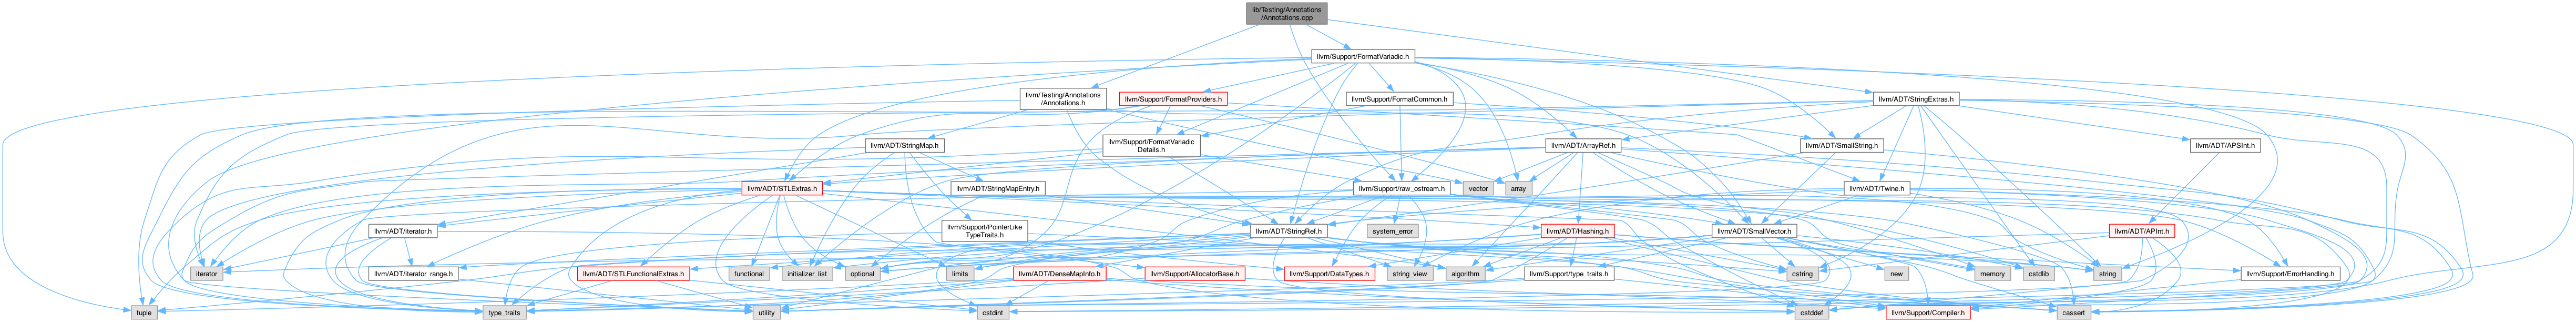 lib/Testing/Annotations
/Annotations.cpp
llvm/Support/FormatVariadic.h
llvm/Testing/Annotations
/Annotations.h
llvm/Support/FormatProviders.h
llvm/Support/FormatCommon.h
llvm/ADT/StringExtras.h
llvm/ADT/StringMap.h
llvm/Support/FormatVariadic
Details.h
llvm/ADT/ArrayRef.h
llvm/ADT/SmallString.h
llvm/ADT/APSInt.h
llvm/ADT/STLExtras.h
llvm/ADT/StringMapEntry.h
llvm/Support/raw_ostream.h
vector
array
llvm/ADT/Twine.h
llvm/ADT/iterator.h
llvm/Support/PointerLike
TypeTraits.h
llvm/ADT/StringRef.h
system_error
llvm/ADT/Hashing.h
llvm/ADT/SmallVector.h
llvm/ADT/APInt.h
iterator
llvm/ADT/iterator_range.h
llvm/ADT/STLFunctionalExtras.h
functional
initializer_list
optional
limits
llvm/ADT/DenseMapInfo.h
llvm/Support/AllocatorBase.h
llvm/Support/DataTypes.h
string_view
algorithm
llvm/Support/type_traits.h
cstring
new
memory
cstdlib
string
llvm/Support/ErrorHandling.h
tuple
type_traits
utility
cstdint
cstddef
llvm/Support/Compiler.h
cassert